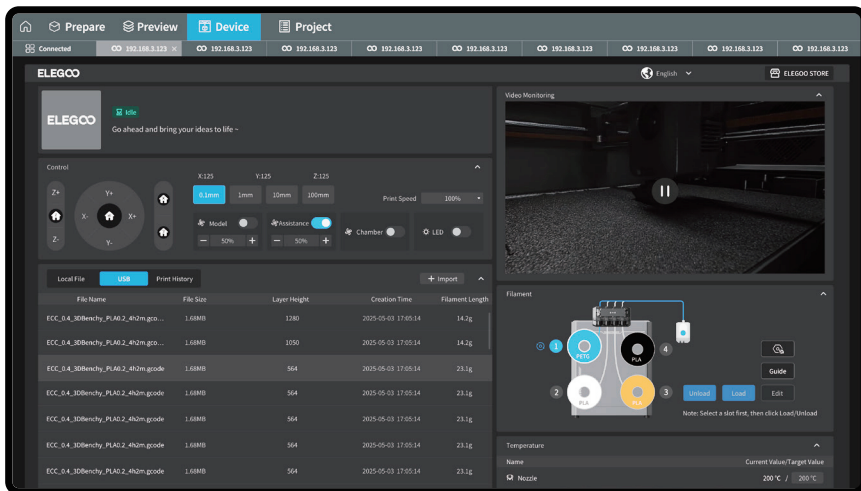 Prepare Preview Device Project
Connected 192.168.3.123 × 192.168.3.123 192.168.3.123 192.168.3.123 192.168.3.123 192.168.3.123 192.168.3.123 192.168.3.123 192.168.3.123
ELEGOO English ELEGOO STORE
ELEGOO
Idle
Go ahead and bring your ideas to life ~
Control
X:125 Y:125 Z:125
Z+ Y+ X- X+ Z- Y-
0.1mm 1mm 10mm 100mm
Print Speed 100%
Model Assistance Chamber LED
− 50% + − 50% +
Local File USB Print History + Import
File Name File Size Layer Height Creation Time Filament Length
ECC_0.4_3DBenchy_PLA0.2_4h2m.gco... 1.68MB 1280 2025-05-03 17:05:14 14.2g
ECC_0.4_3DBenchy_PLA0.2_4h2m.gco... 1.68MB 1050 2025-05-03 17:05:14 14.2g
ECC_0.4_3DBenchy_PLA0.2_4h2m.gcode 1.68MB 564 2025-05-03 17:05:14 23.1g
ECC_0.4_3DBenchy_PLA0.2_4h2m.gcode 1.68MB 564 2025-05-03 17:05:14 23.1g
ECC_0.4_3DBenchy_PLA0.2_4h2m.gcode 1.68MB 564 2025-05-03 17:05:14 23.1g
ECC_0.4_3DBenchy_PLA0.2_4h2m.gcode 1.68MB 564 2025-05-03 17:05:14 23.1g
ECC_0.4_3DBenchy_PLA0.2_4h2m.gcode 1.68MB 564 2025-05-03 17:05:14 23.1g
Video Monitoring
Filament
1 PETG
4 PLA
2 PLA
3 PLA
Guide
Unload Load Edit
Note: Select a slot first, then click Load/Unload
Temperature
Name Current Value/Target Value
Nozzle 200 °C / 200 °C